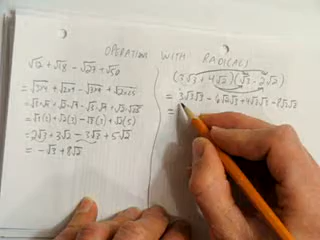 OPERATION WITH RADICALS
√12 + √18 - √27 + √50
= √3·4 + √2·9 - √3·9 + √2·25
= √3·√4 + √2·√9 - √3·√9 + √2·√25
= √3(2) + √2(3) - √3(3) + √2(5)
= 2√3 + 3√2 - 3√3 + 5√2
= -√3 + 8√2
(3√3 + 4√2)(√3 - 2√2)
= 3√3√3 - 6√2√3 + 4√2√3 - 8√2√2
=